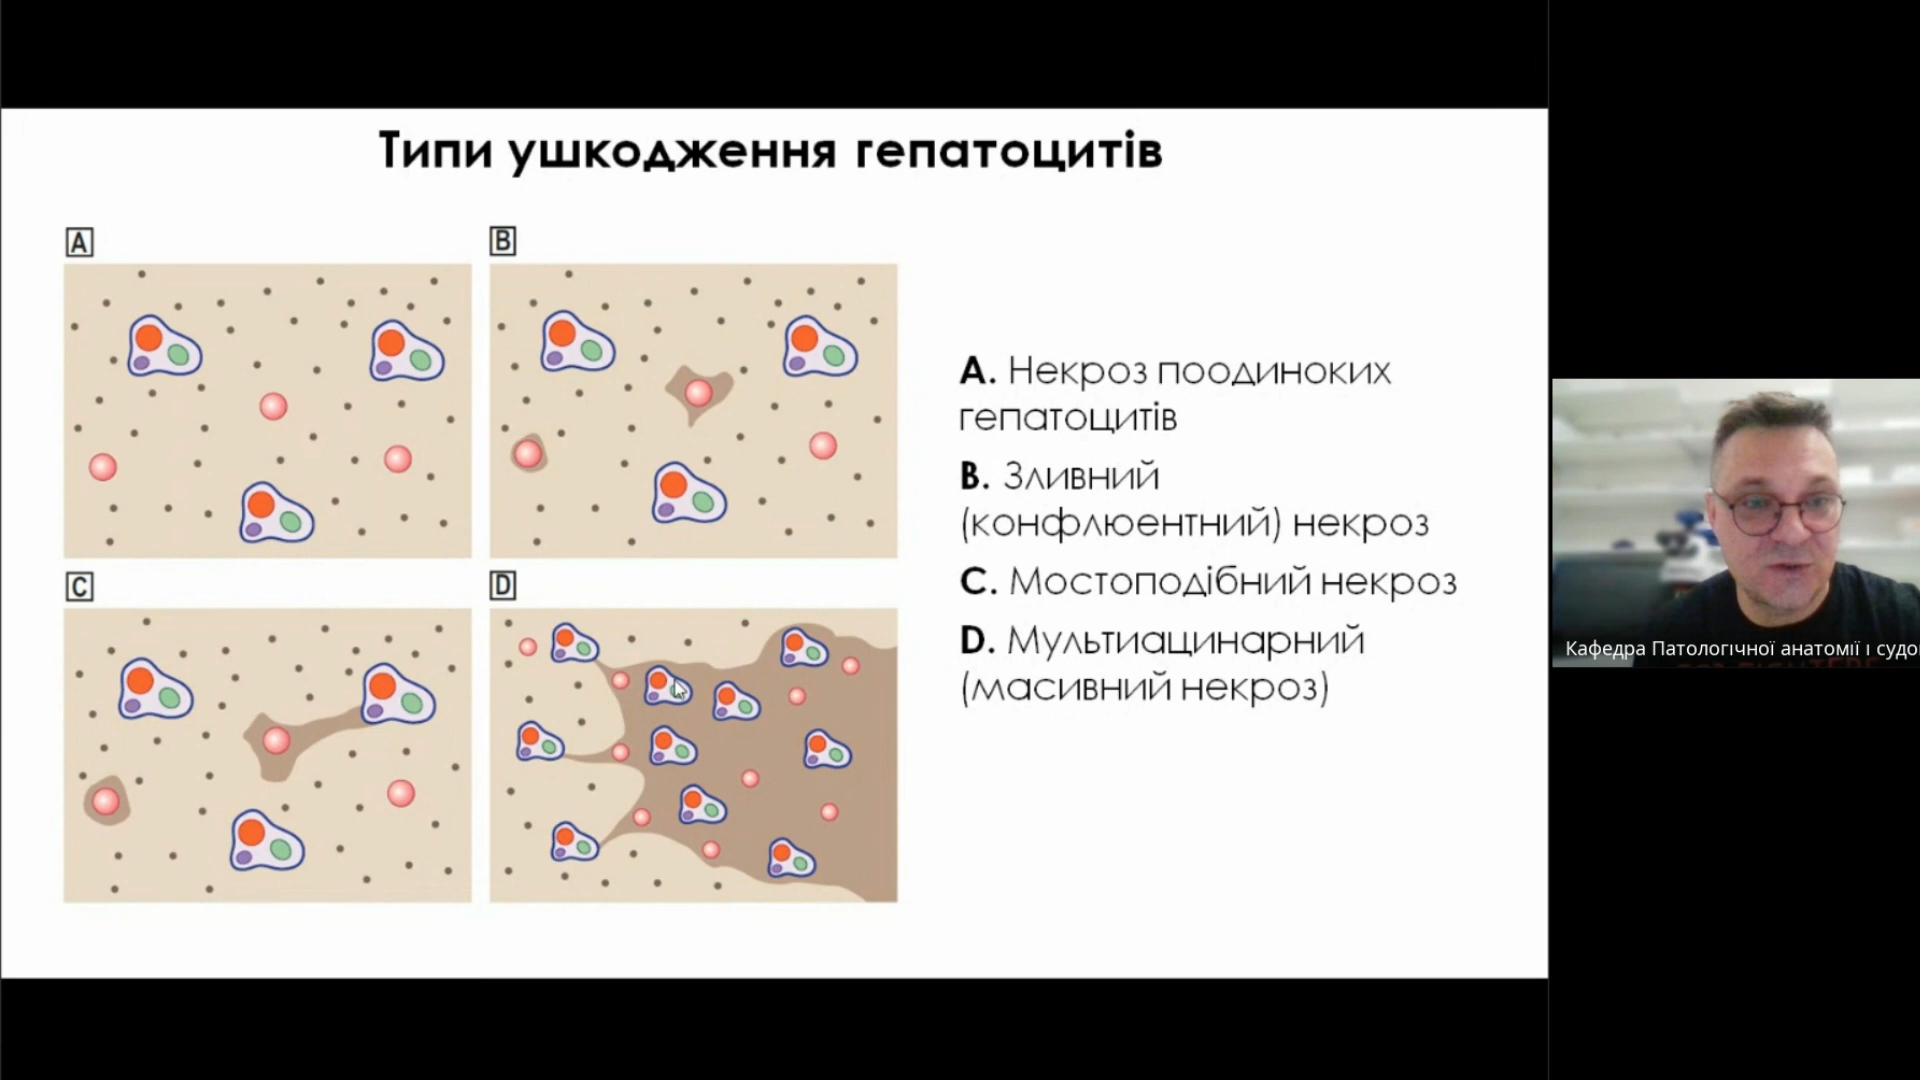 Типи ушкодження гепатоцитів
A
B
C
D
A. Некроз поодиноких
гепатоцитів
B. Зливний
(конфлюентний) некроз
C. Мостоподібний некроз
D. Мультиацинарний
(масивний некроз)
Кафедра Патологічної анатомії і судо